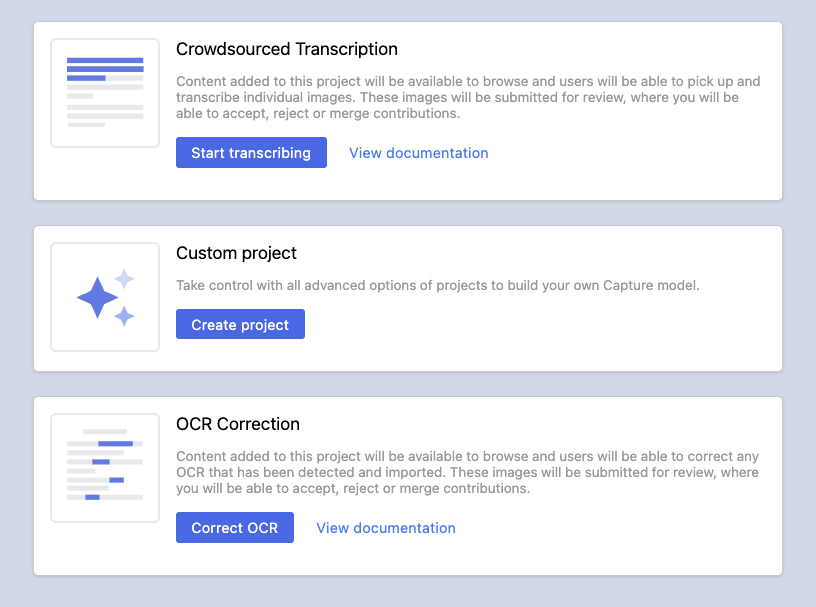 Crowdsourced Transcription
Content added to this project will be available to browse and users will be able to pick up and
transcribe individual images. These images will be submitted for review, where you will be
able to accept, reject or merge contributions.
Start transcribing
View documentation
Custom project
Take control with all advanced options of projects to build your own Capture model.
Create project
OCR Correction
Content added to this project will be available to browse and users will be able to correct any
OCR that has been detected and imported. These images will be submitted for review, where
you will be able to accept, reject or merge contributions.
Correct OCR
View documentation